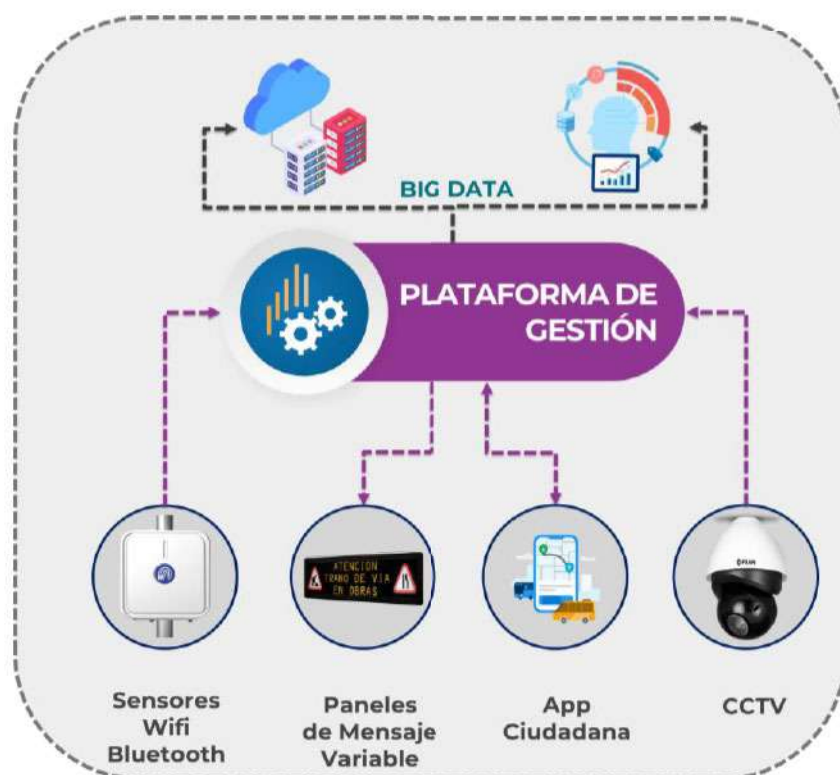 BIG DATA
PLATAFORMA DE
GESTIÓN
ATENCION
TRAMO DE VIA
EN OBRAS
Sensores
Wifi
Bluetooth
Paneles
de Mensaje
Variable
App
Ciudadana
CCTV